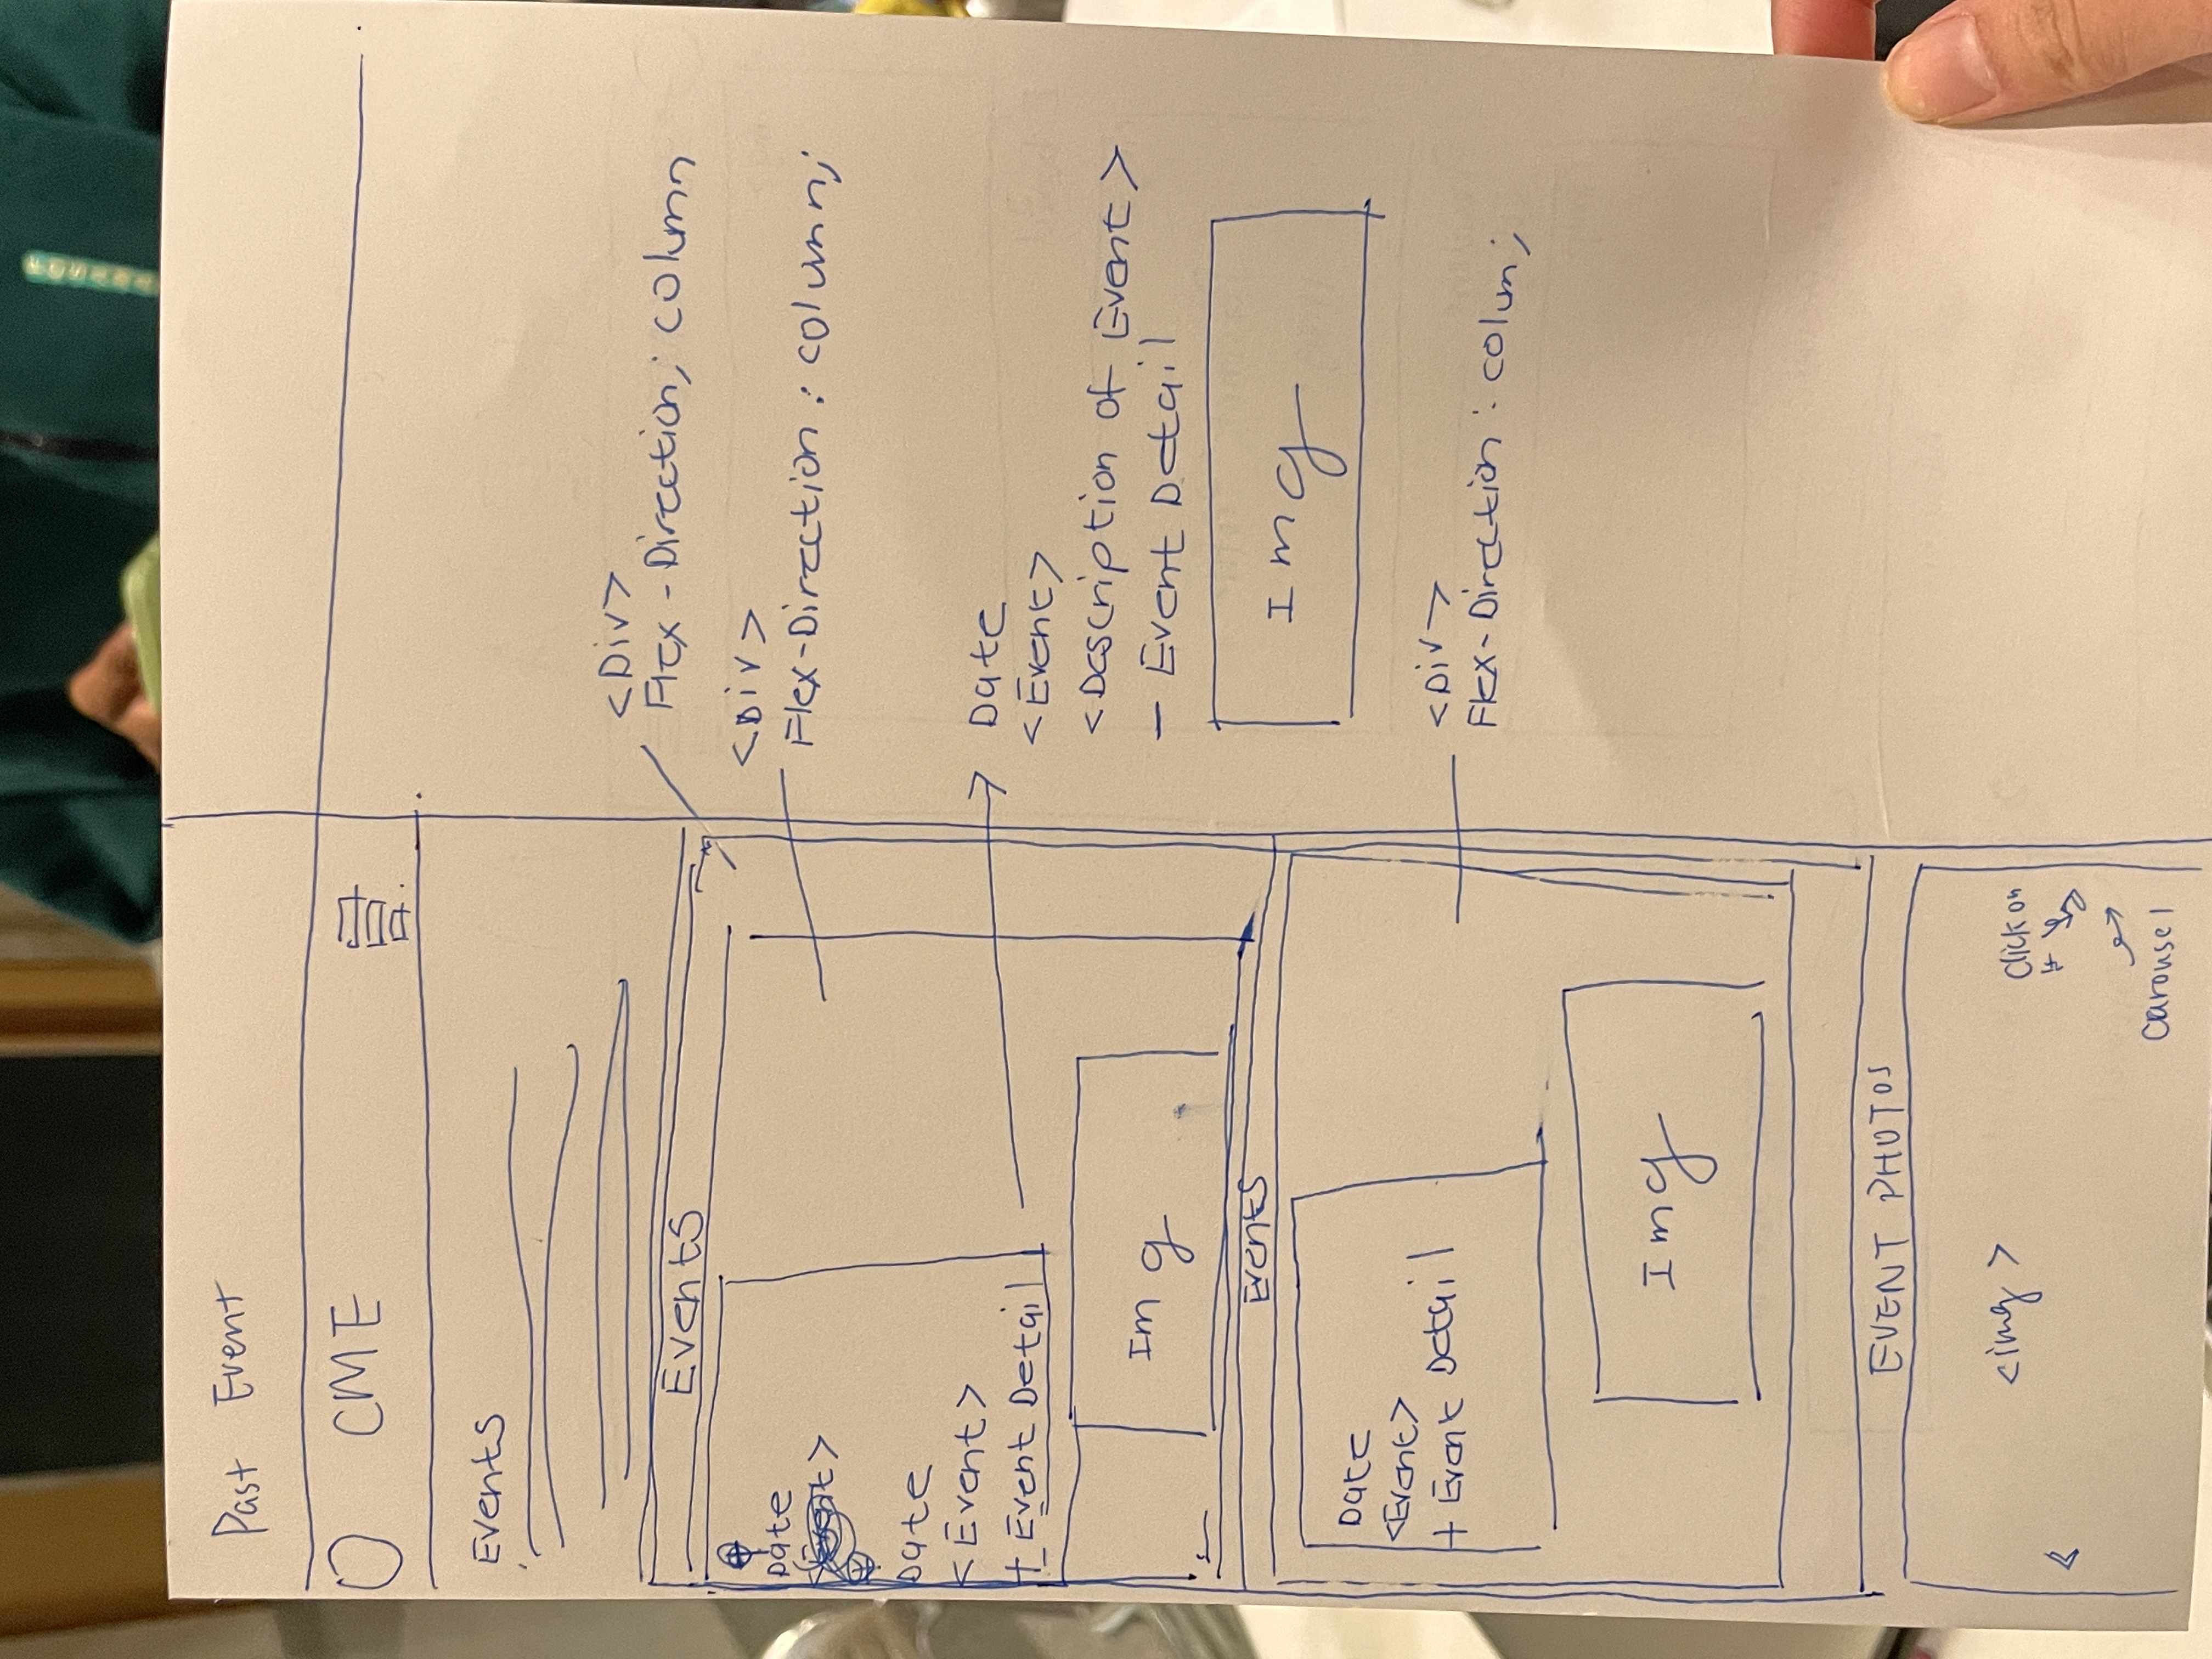 Past Event
CME
Events
Events
Date
Date
<Event>
+ Event Detail
Img
Events
Date
<Event>
+ Event Detail
Img
EVENT PHOTOS
<img>
Click on
Carousel
<Div>
Flex-Direction; column
<Div>
Flex-Direction: column;
Date
<Event>
<Description of Event>
- Event Detail
Img
<Div>
Flex-Direction: colum;